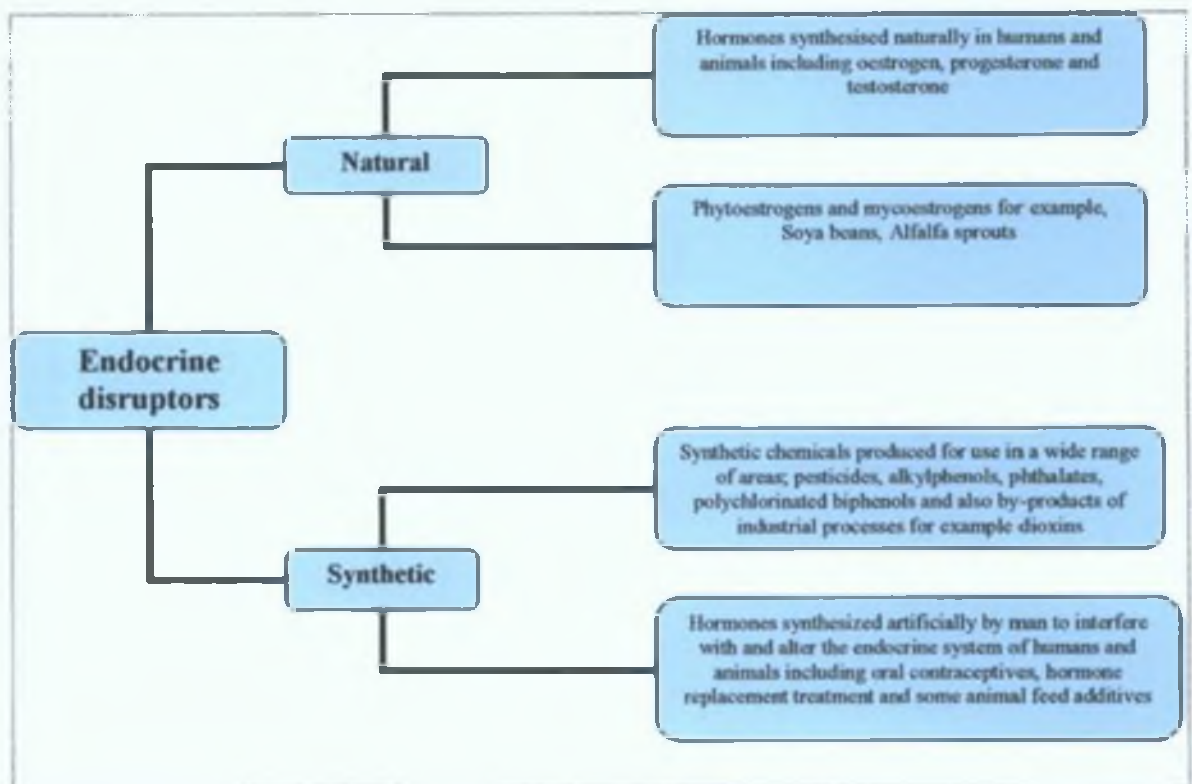 Hormones synthesised naturally in humans and
animals including oestrogen, progesterone and
testosterone
Natural
Phytoestrogens and mycoestrogens for example,
Soya beans, Alfalfa sprouts
Endocrine
disruptors
Synthetic chemicals produced for use in a wide range
of areas; pesticides, alkylphenols, phthalates,
polychlorinated biphenols and also by-products of
industrial processes for example dioxins
Synthetic
Hormones synthesized artificially by man to interfere
with and alter the endocrine system of humans and
animals including oral contraceptives, hormone
replacement treatment and some animal feed additives